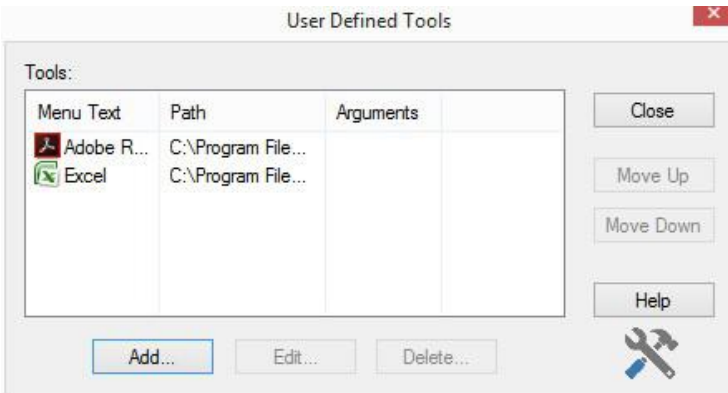 User Defined Tools
Tools:
Menu Text Path Arguments
Adobe R... C:\Program File...
Excel C:\Program File...
Close
Move Up
Move Down
Help
Add... Edit... Delete...